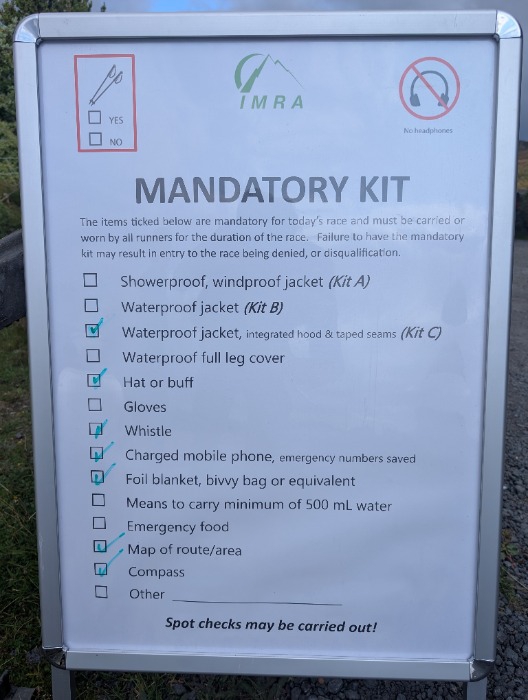 YES
NO
IMRA
No headphones
MANDATORY KIT
The items ticked below are mandatory for today's race and must be carried or
worn by all runners for the duration of the race. Failure to have the mandatory
kit may result in entry to the race being denied, or disqualification.
Showerproof, windproof jacket (Kit A)
Waterproof jacket (Kit B)
Waterproof jacket, integrated hood & taped seams (Kit C)
Waterproof full leg cover
Hat or buff
Gloves
Whistle
Charged mobile phone, emergency numbers saved
Foil blanket, bivvy bag or equivalent
Means to carry minimum of 500 mL water
Emergency food
Map of route/area
Compass
Other
Spot checks may be carried out!